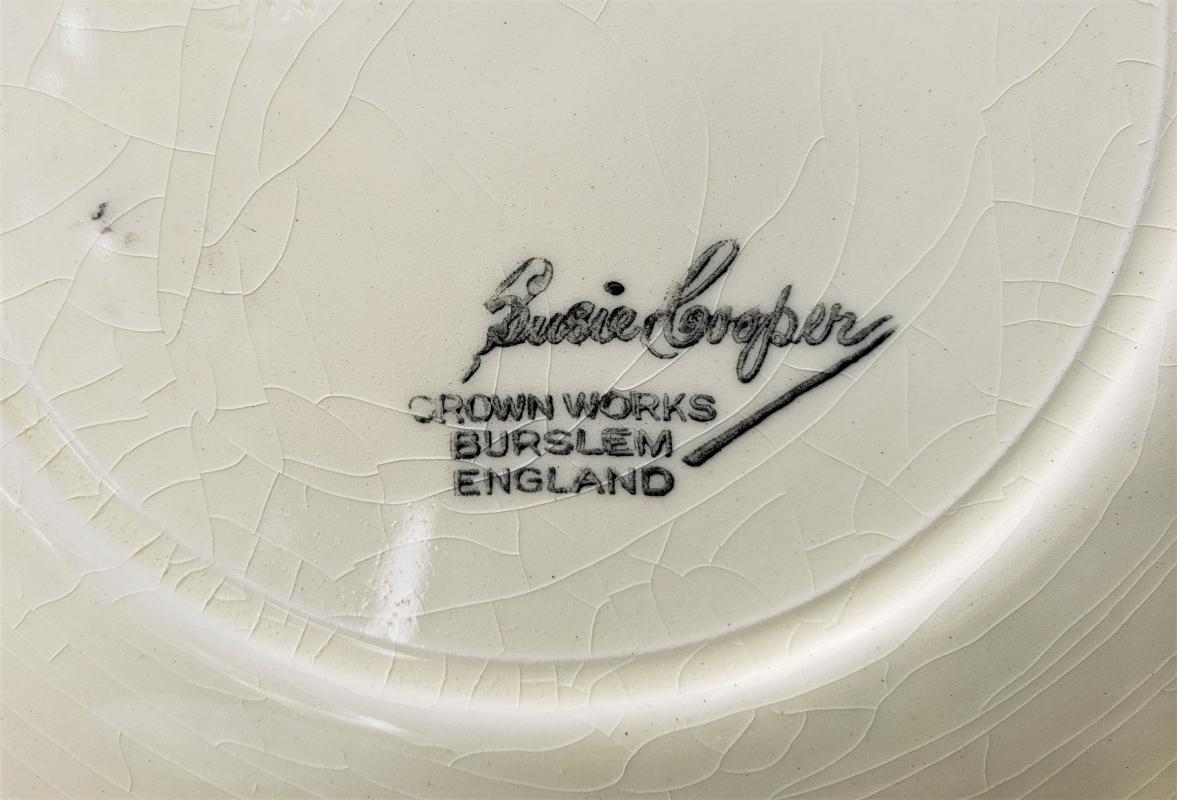 Susie Cooper
CROWN WORKS
BURSLEM
ENGLAND